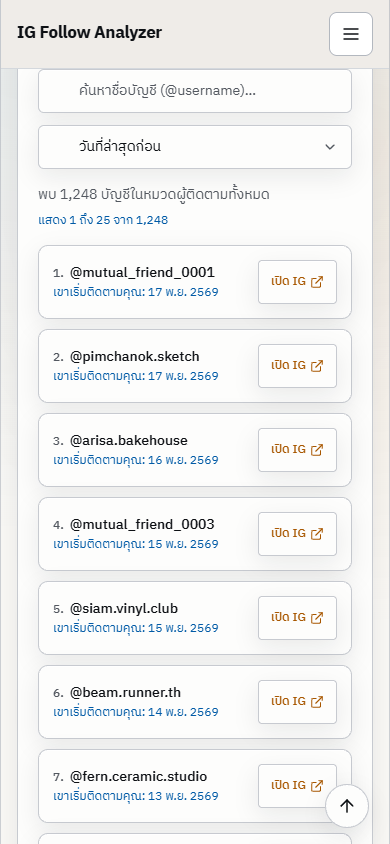 IG Follow Analyzer
ค้นหาชื่อบัญชี (@username)...
วันที่ล่าสุดก่อน
พบ 1,248 บัญชีในหมวดผู้ติดตามทั้งหมด
แสดง 1 ถึง 25 จาก 1,248
1. @mutual_friend_0001
เขาเริ่มติดตามคุณ: 17 พ.ย. 2569
เปิด IG
2. @pimchanok.sketch
เขาเริ่มติดตามคุณ: 17 พ.ย. 2569
เปิด IG
3. @arisa.bakehouse
เขาเริ่มติดตามคุณ: 16 พ.ย. 2569
เปิด IG
4. @mutual_friend_0003
เขาเริ่มติดตามคุณ: 15 พ.ย. 2569
เปิด IG
5. @siam.vinyl.club
เขาเริ่มติดตามคุณ: 15 พ.ย. 2569
เปิด IG
6. @beam.runner.th
เขาเริ่มติดตามคุณ: 14 พ.ย. 2569
เปิด IG
7. @fern.ceramic.studio
เขาเริ่มติดตามคุณ: 13 พ.ย. 2569
เปิด IG